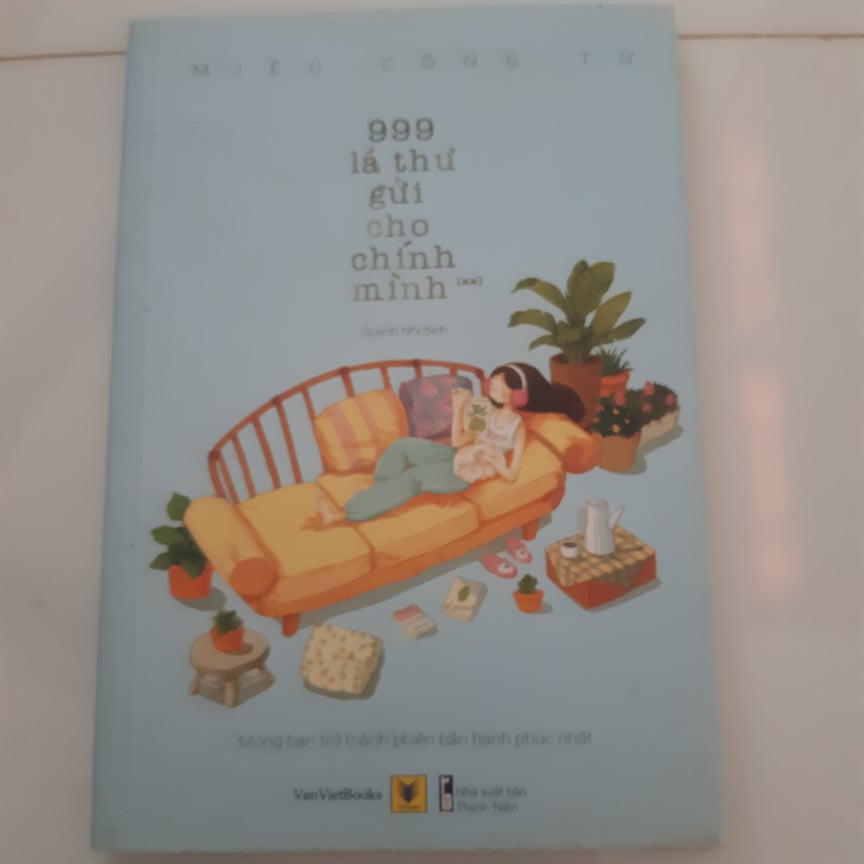 MIÊU CÔNG TỬ
999
lá thư
gửi
cho
chính
mình (**)
Quỳnh Nhi dịch
Mong bạn trở thành phiên bản hạnh phúc nhất
VanVietBooks
Nhà xuất bản
Thanh Niên